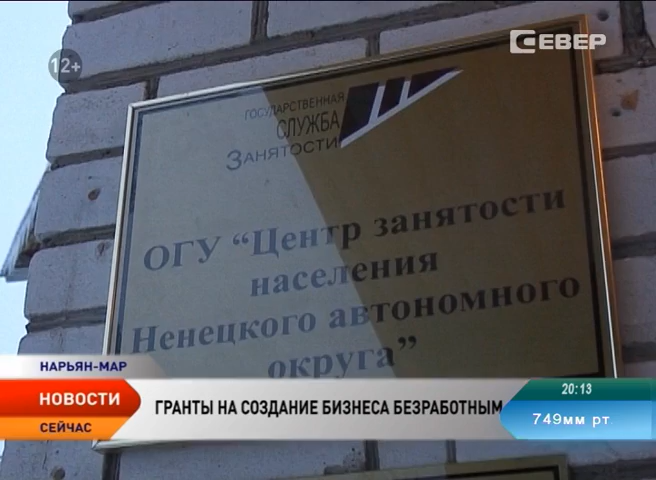 СЕВЕР
12+
ГОСУДАРСТВЕННАЯ
СЛУЖБА
ЗАНЯТОСТИ
ОГУ “Центр занятости
населения
Ненецкого автономного
округа”
НАРЬЯН-МАР
НОВОСТИ
СЕЙЧАС
ГРАНТЫ НА СОЗДАНИЕ БИЗНЕСА БЕЗРАБОТНЫМ
20:13
749мм рт.